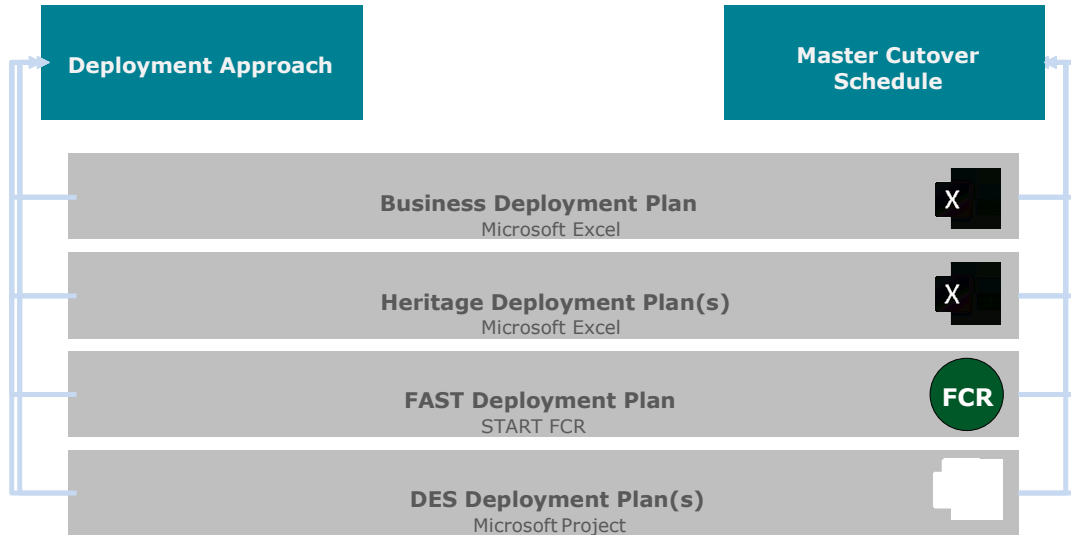 Deployment Approach
Master Cutover
Schedule
Business Deployment Plan
Microsoft Excel
X
Heritage Deployment Plan(s)
Microsoft Excel
X
FAST Deployment Plan
START FCR
FCR
DES Deployment Plan(s)
Microsoft Project